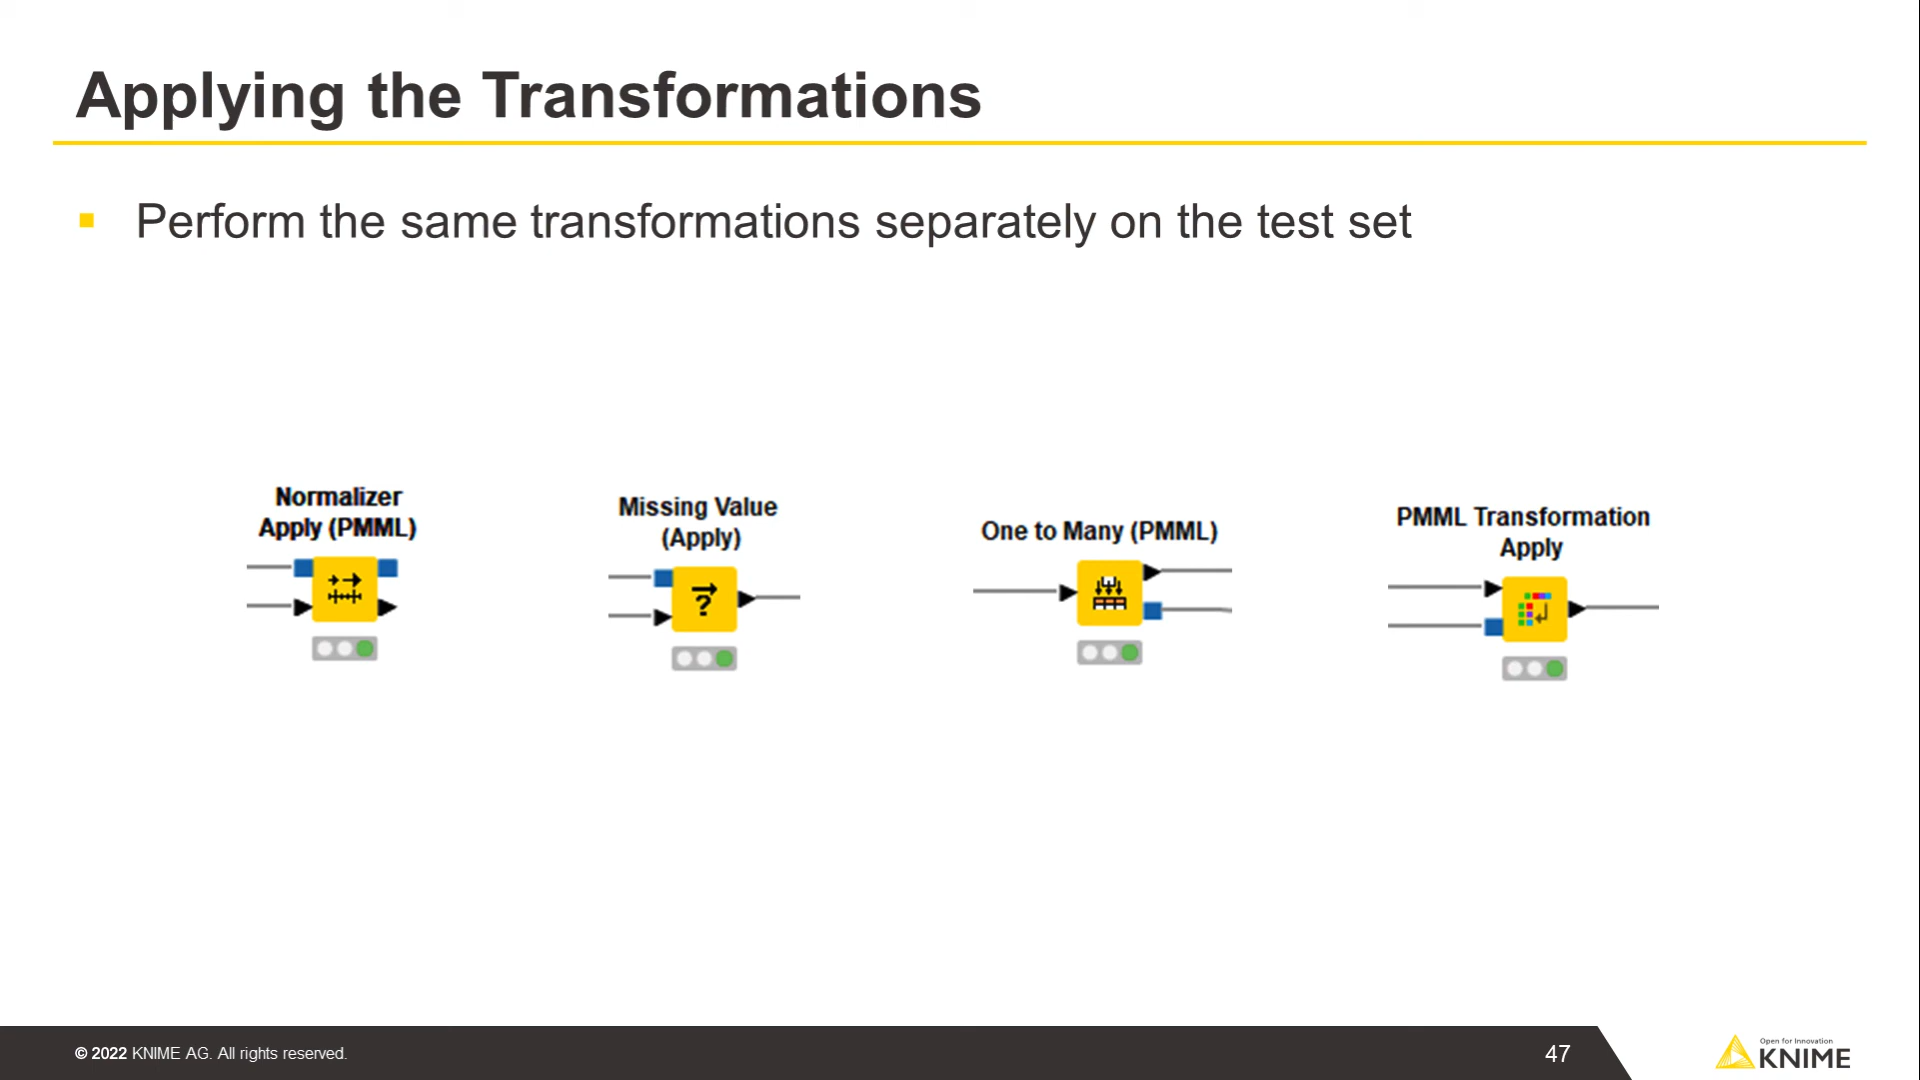 Applying the Transformations
Perform the same transformations separately on the test set
Normalizer
Apply (PMML)
Missing Value
(Apply)
One to Many (PMML)
PMML Transformation
Apply
?
© 2022 KNIME AG. All rights reserved.
47
Open for Innovation
KNIME